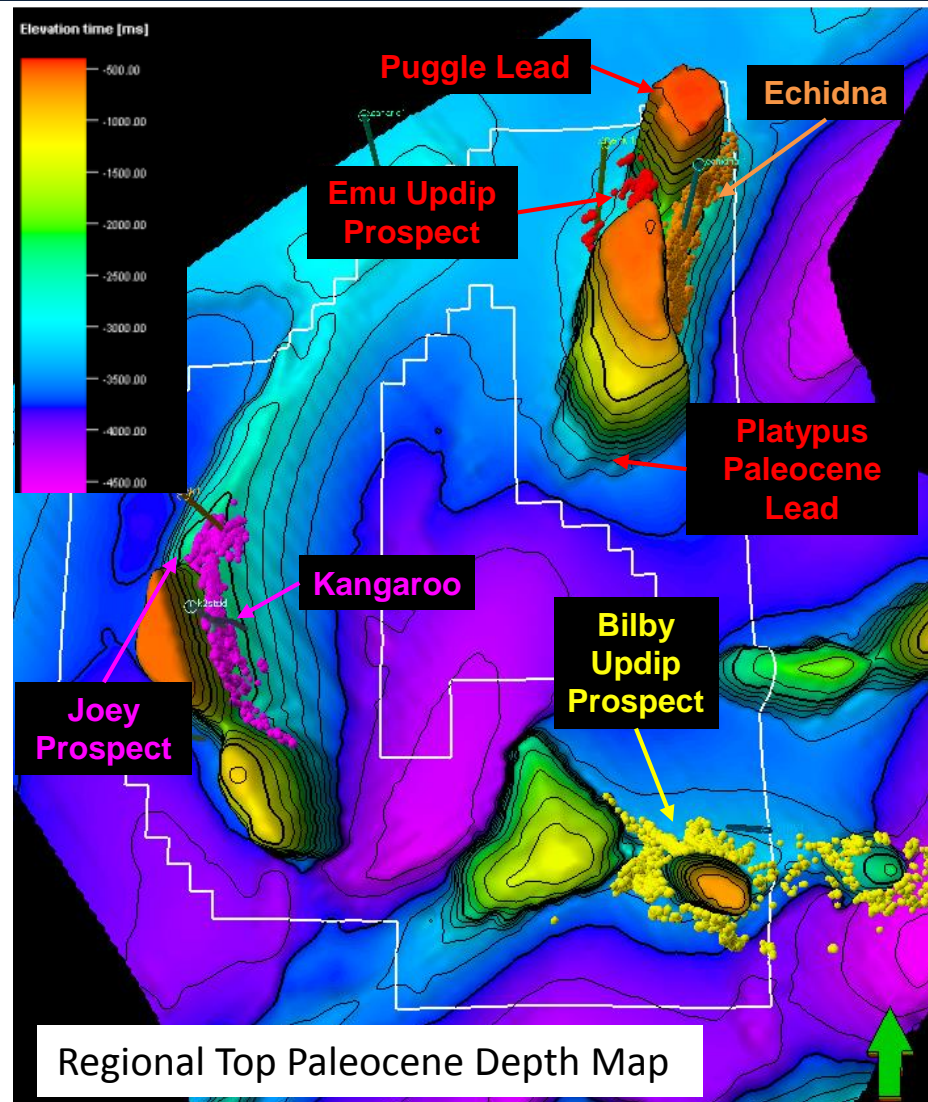 Elevation time [ms]
-500.00
-1000.00
-1500.00
-2000.00
-2500.00
-3000.00
-3500.00
-4000.00
-4500.00
Puggle Lead
Echidna
Emu Updip
Prospect
Platypus
Paleocene
Lead
Kangaroo
Bilby
Updip
Prospect
Joey
Prospect
Regional Top Paleocene Depth Map